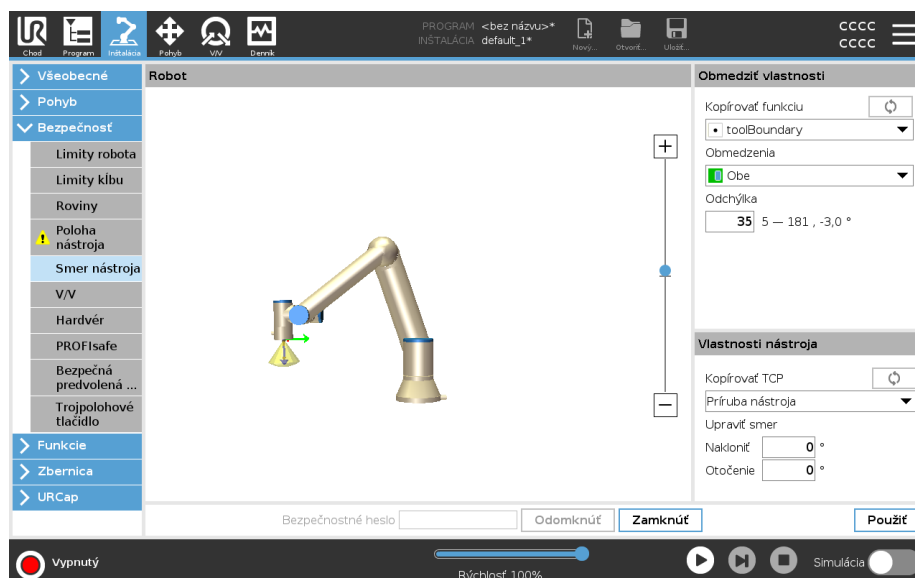 PROGRAM <bez názvu>*
INŠTALÁCIA default_1*
CCCC
CCCC
Chod Program Inštalácia Pohyb V/V Denník
Nový... Otvoriť... Uložiť...
Všeobecné
Pohyb
Bezpečnosť
Limity robota
Limity kĺbu
Roviny
Poloha
nástroja
Smer nástroja
V/V
Hardvér
PROFIsafe
Bezpečná
predvolená ...
Trojpolohové
tlačidlo
Funkcie
Zbernica
URCap
Robot
Obmedziť vlastnosti
Kopírovať funkciu
toolBoundary
Obmedzenia
Obe
Odchýlka
35 5 — 181 , -3,0 °
Vlastnosti nástroja
Kopírovať TCP
Príruba nástroja
Upraviť smer
Nakloniť 0 °
Otočenie 0 °
Bezpečnostné heslo Odomknúť Zamknúť Použiť
Vypnutý
Rýchlosť 100%
Simulácia